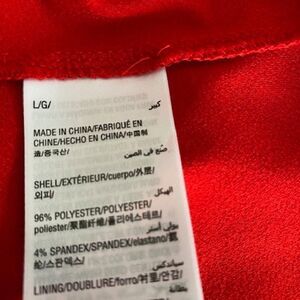 L/G/
كبير
MADE IN CHINA/FABRIQUÉ EN
CHINE/HECHO EN CHINA/中国制
造/중국산/
صنع في الصين
SHELL/EXTÉRIEUR/cuerpo/外层/
외피/
الهيكل
96% POLYESTER/POLYESTER/
poliester/聚酯纤维/폴리에스테르/
بولي أستر
4% SPANDEX/SPANDEX/elastano/氨
纶/스판덱스/
سباندكس
LINING/DOUBLURE/forro/衬里/안감/
البطانة